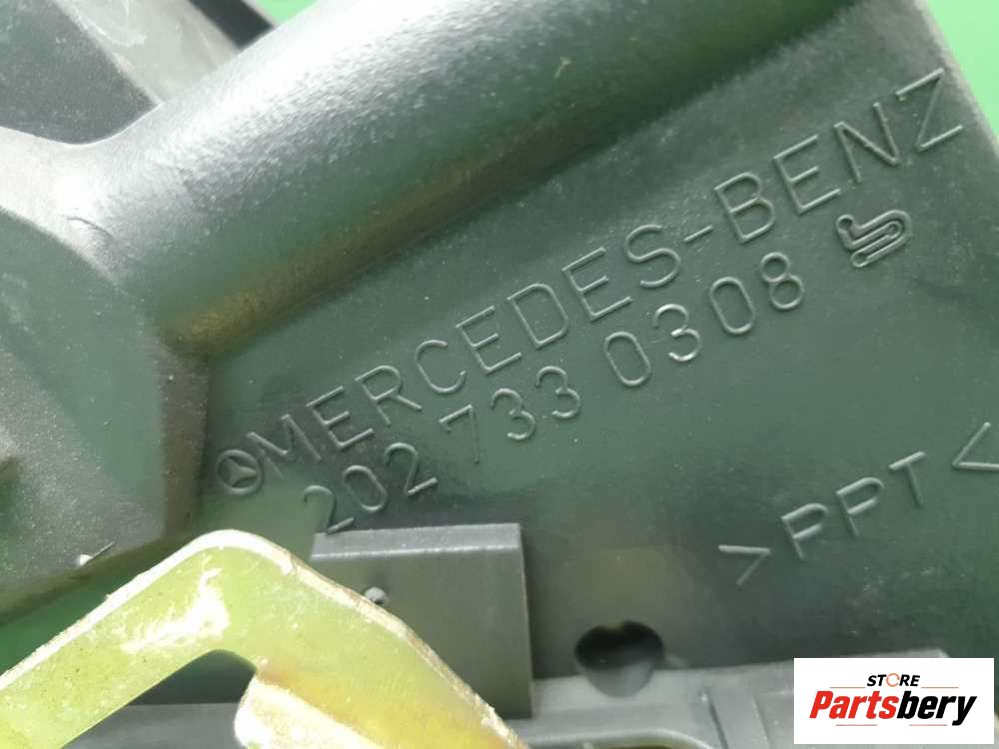 MERCEDES-BENZ
202 733 0308
>PPT<
STORE
Partsbery